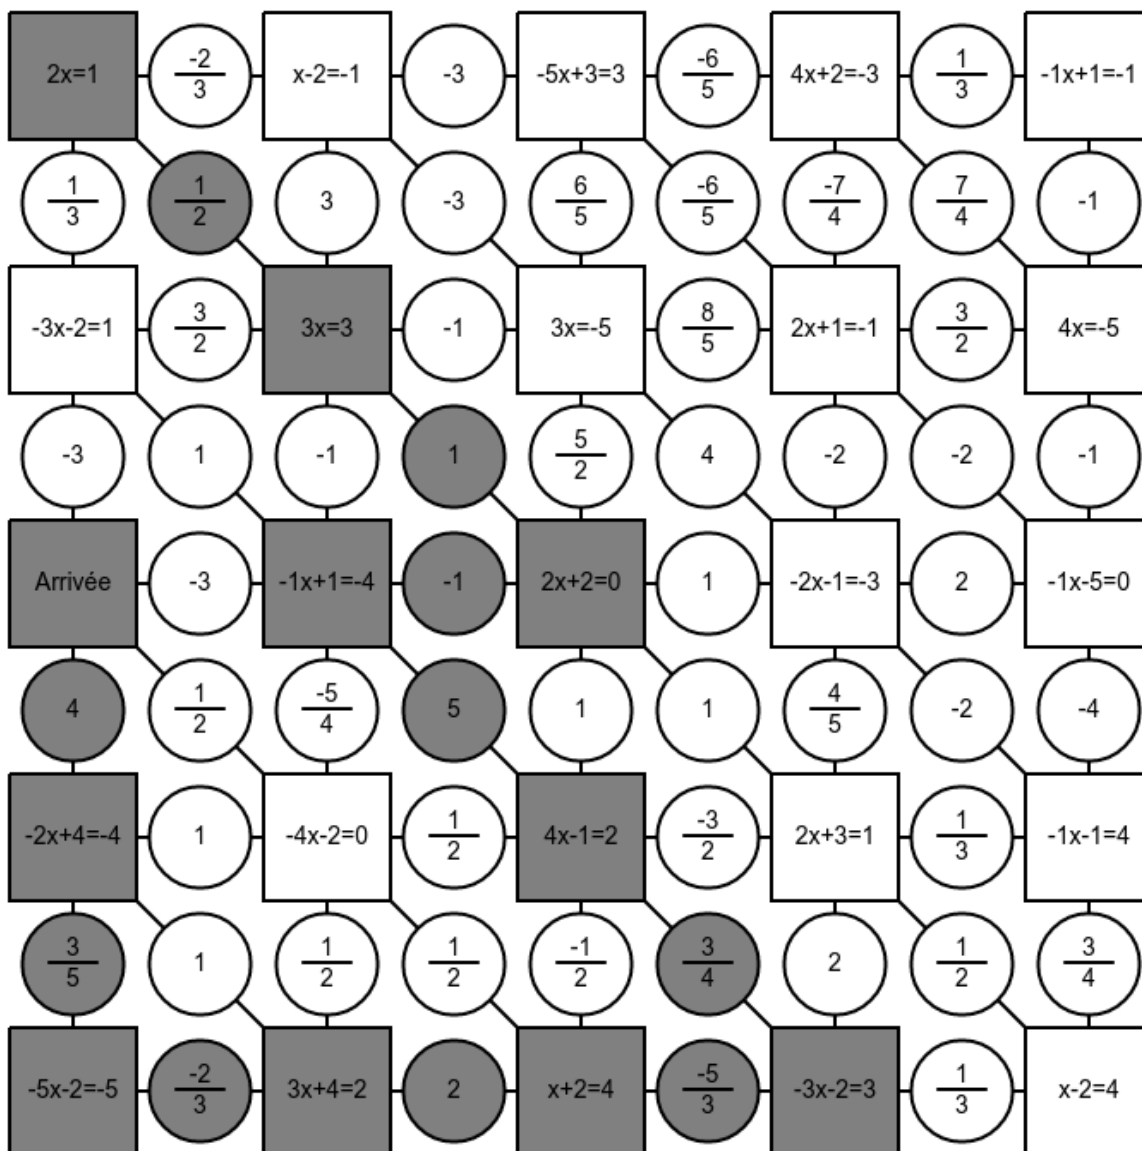 2x=1 -2/3 x-2=-1 -3 -5x+3=3 -6/5 4x+2=-3 1/3 -1x+1=-1
1/3 1/2 3 -3 6/5 -6/5 -7/4 7/4 -1
-3x-2=1 3/2 3x=3 -1 3x=-5 8/5 2x+1=-1 3/2 4x=-5
-3 1 -1 1 5/2 4 -2 -2 -1
Arrivée -3 -1x+1=-4 -1 2x+2=0 1 -2x-1=-3 2 -1x-5=0
4 1/2 -5/4 5 1 1 4/5 -2 -4
-2x+4=-4 1 -4x-2=0 1/2 4x-1=2 -3/2 2x+3=1 1/3 -1x-1=4
3/5 1 1/2 1/2 -1/2 3/4 2 1/2 3/4
-5x-2=-5 -2/3 3x+4=2 2 x+2=4 -5/3 -3x-2=3 1/3 x-2=4